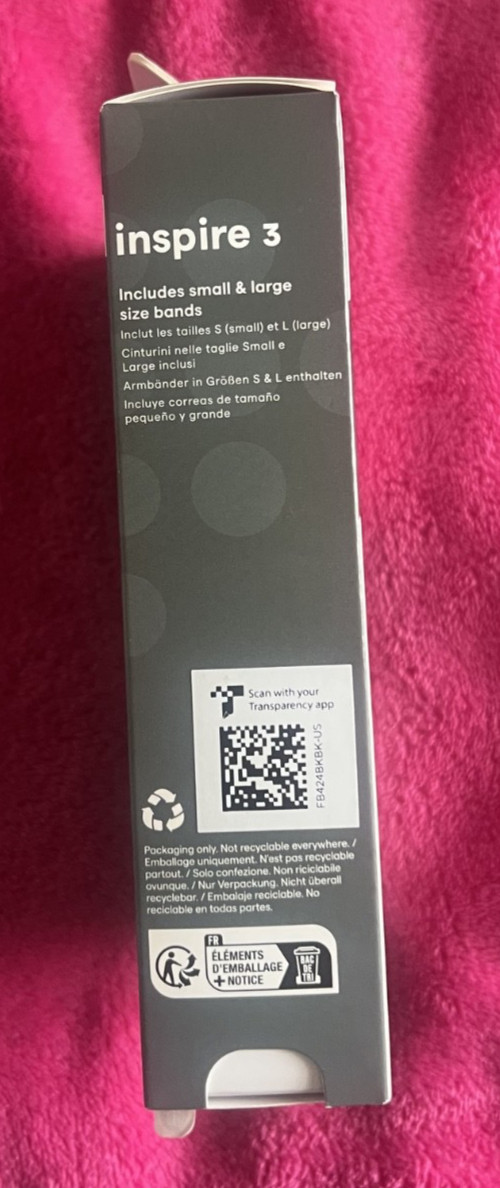 inspire 3
Includes small & large
size bands
Inclut les tailles S (small) et L (large)
Cinturini nelle taglie Small e
Large inclusi
Armbänder in Größen S & L enthalten
Incluye correas de tamaño
pequeño y grande
Scan with your
Transparency app
FB424BKBK-US
Packaging only. Not recyclable everywhere. /
Emballage uniquement. N'est pas recyclable
partout. / Solo confezione. Non riciclabile
ovunque. / Nur Verpackung. Nicht überall
recyclebar. / Embalaje reciclable. No
reciclable en todas partes.
FR
ÉLÉMENTS
D'EMBALLAGE
+ NOTICE
BAC
DE
TRI